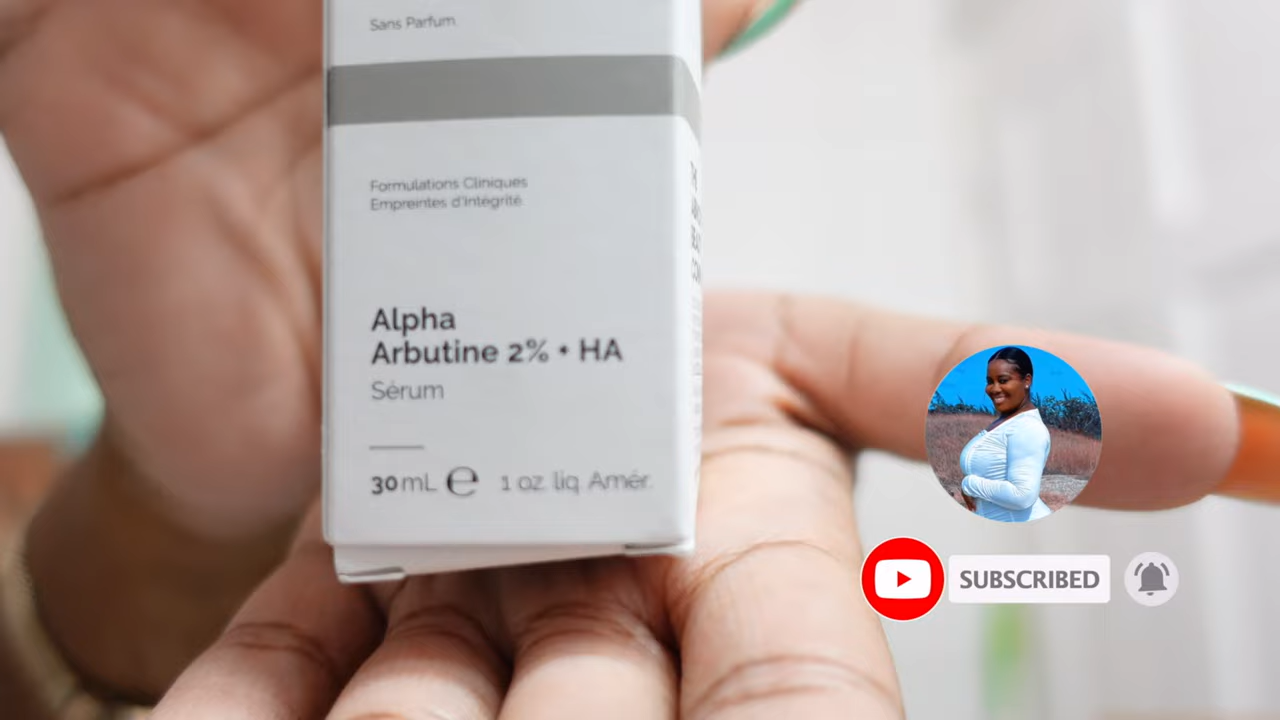 Sans Parfum.
Formulations Cliniques
Empreintes d'Intégrité.
Alpha
Arbutine 2% + HA
Sérum
30 mL ℮ 1 oz. liq. Amér.
SUBSCRIBED